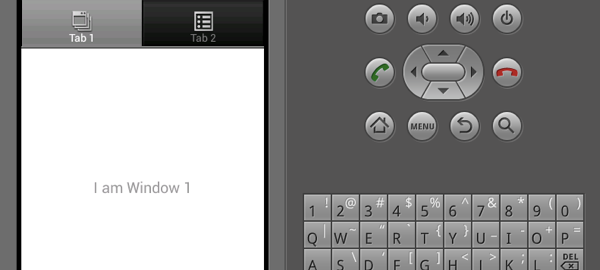 Tab 1
Tab 2
I am Window 1
MENU
1 ! 2 @ 3 # 4 $ 5 % 6 ^ 7 & 8 * 9 ( 0 )
Q | W ~ E “ R ` T { Y } U _ I - O + P =
A S \ D ' F [ G ] H < J > K ; L : DEL